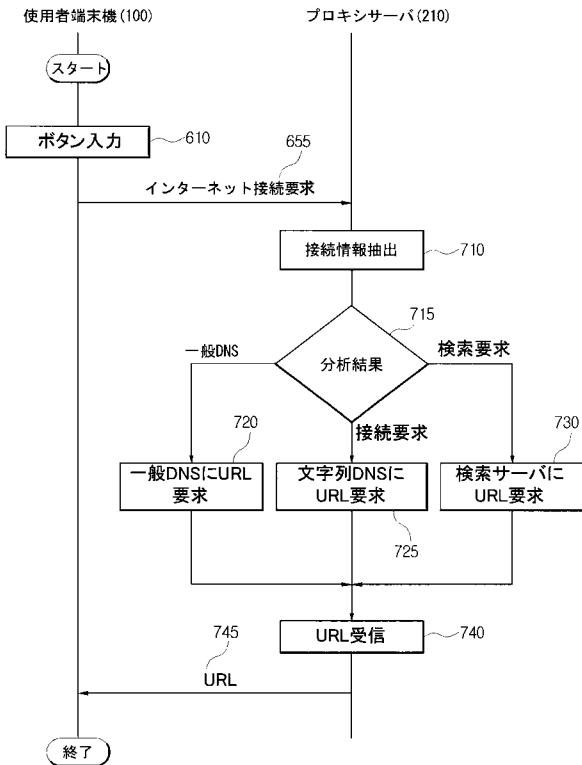 使用者端末機(100)
プロキシサーバ(210)
スタート
ボタン入力
610
655
インターネット接続要求
接続情報抽出
710
715
分析結果
一般DNS
検索要求
接続要求
720
730
一般DNSにURL
要求
文字列DNSに
URL要求
検索サーバに
URL要求
725
URL受信
740
745
URL
終了